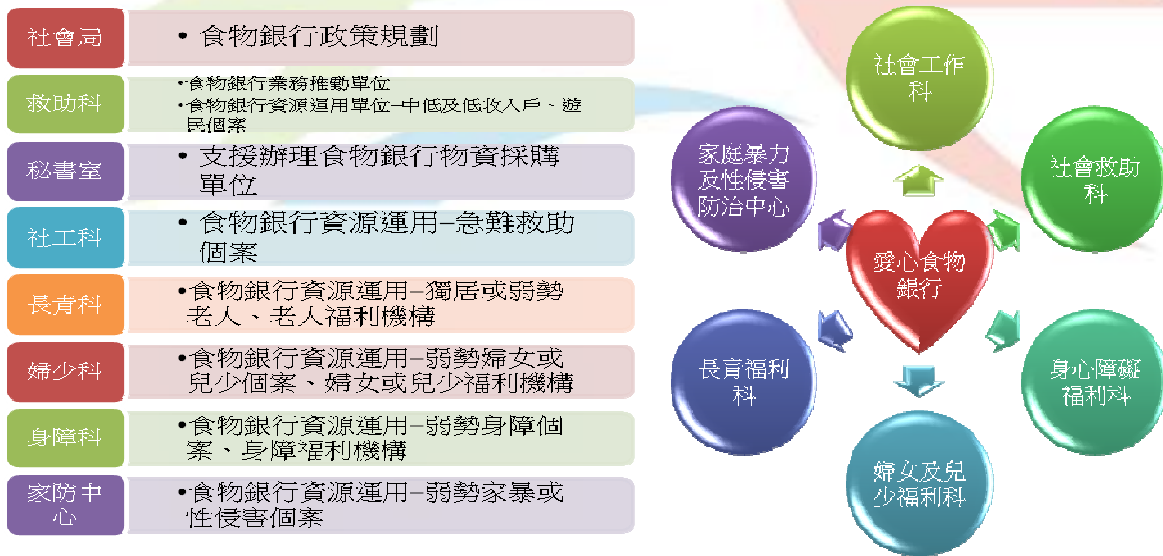 社會局
• 食物銀行政策規劃
救助科
•食物銀行業務推動單位
•食物銀行資源運用單位-中低及低收入戶、遊
民個案
秘書室
• 支援辦理食物銀行物資採購
單位
社工科
• 食物銀行資源運用-急難救助
個案
長青科
•食物銀行資源運用-獨居或弱勢
老人、老人福利機構
婦少科
•食物銀行資源運用-弱勢婦女或
兒少個案、婦女或兒少福利機構
身障科
•食物銀行資源運用-弱勢身障個
案、身障福利機構
家防中
心
•食物銀行資源運用-弱勢家暴或
性侵害個案
社會工作
科
家庭暴力
及性侵害
防治中心
社會救助
科
愛心食物
銀行
長青福利
科
身心障礙
福利科
婦女及兒
少福利科